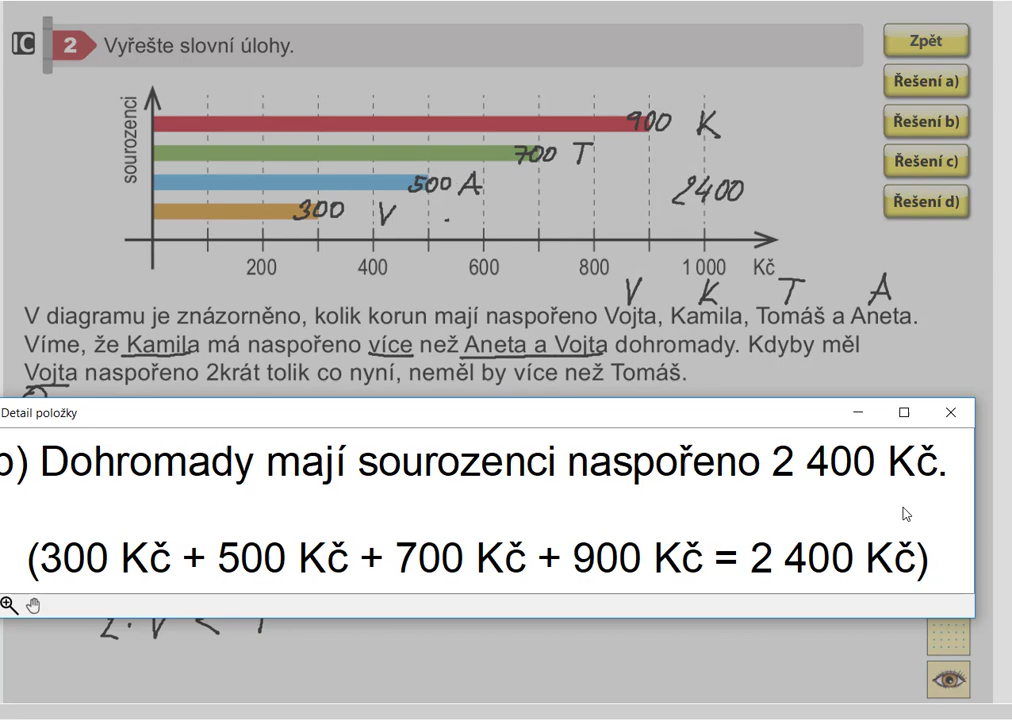 IC 2 Vyřešte slovní úlohy.
Zpět
Řešení a)
Řešení b)
Řešení c)
Řešení d)
sourozenci
900 K
700 T
500 A
2400
300 V
200 400 600 800 1 000 Kč
V K T A
V diagramu je znázorněno, kolik korun mají naspořeno Vojta, Kamila, Tomáš a Aneta.
Víme, že Kamila má naspořeno více než Aneta a Vojta dohromady. Kdyby měl
Vojta naspořeno 2krát tolik co nyní, neměl by více než Tomáš.
Detail položky
b) Dohromady mají sourozenci naspořeno 2 400 Kč.
(300 Kč + 500 Kč + 700 Kč + 900 Kč = 2 400 Kč)
2 · V < T